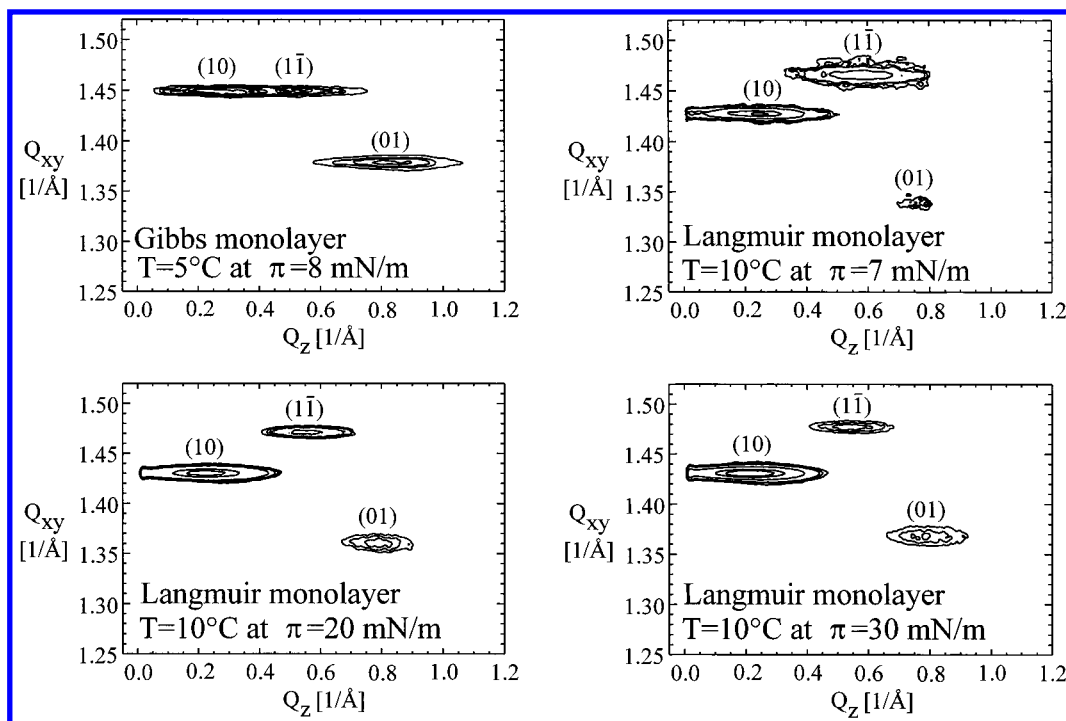 1.50
1.45
1.40
1.35
1.30
1.25
Q_xy
[1/Å]
(10)
(11̄)
(01)
Gibbs monolayer
T=5°C at π=8 mN/m
0.0 0.2 0.4 0.6 0.8 1.0 1.2
Q_z [1/Å]
1.50
1.45
1.40
1.35
1.30
1.25
Q_xy
[1/Å]
(11̄)
(10)
(01)
Langmuir monolayer
T=10°C at π=7 mN/m
0.0 0.2 0.4 0.6 0.8 1.0 1.2
Q_z [1/Å]
1.50
1.45
1.40
1.35
1.30
1.25
Q_xy
[1/Å]
(11̄)
(10)
(01)
Langmuir monolayer
T=10°C at π=20 mN/m
0.0 0.2 0.4 0.6 0.8 1.0 1.2
Q_z [1/Å]
1.50
1.45
1.40
1.35
1.30
1.25
Q_xy
[1/Å]
(11̄)
(10)
(01)
Langmuir monolayer
T=10°C at π=30 mN/m
0.0 0.2 0.4 0.6 0.8 1.0 1.2
Q_z [1/Å]